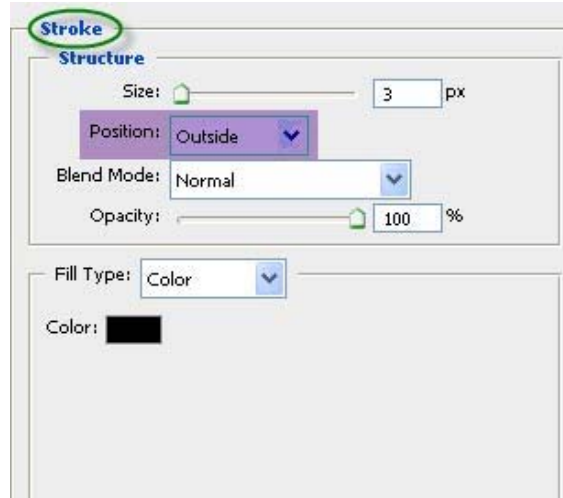 Stroke
Structure
Size: 3 px
Position: Outside
Blend Mode: Normal
Opacity: 100 %
Fill Type: Color
Color: